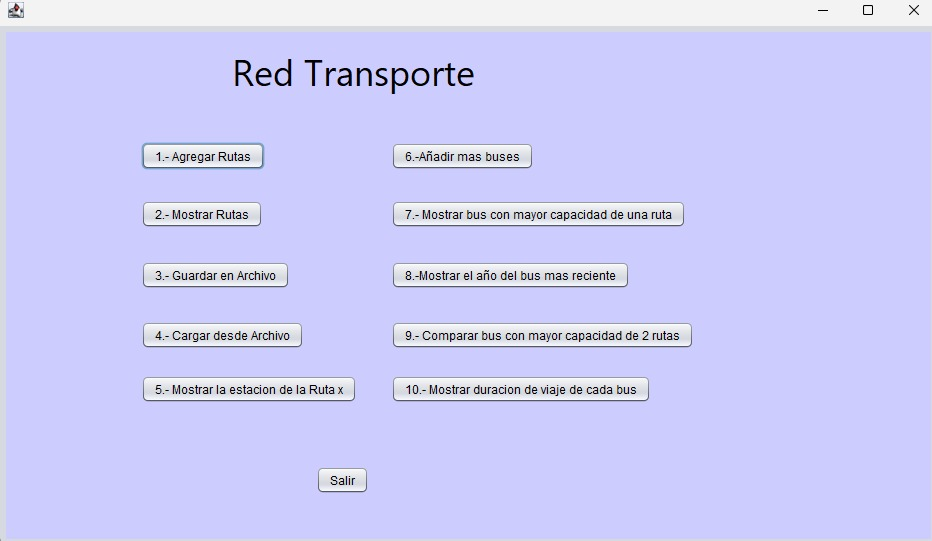 Red Transporte
1.- Agregar Rutas
2.- Mostrar Rutas
3.- Guardar en Archivo
4.- Cargar desde Archivo
5.- Mostrar la estacion de la Ruta x
6.-Añadir mas buses
7.- Mostrar bus con mayor capacidad de una ruta
8.-Mostrar el año del bus mas reciente
9.- Comparar bus con mayor capacidad de 2 rutas
10.- Mostrar duracion de viaje de cada bus
Salir